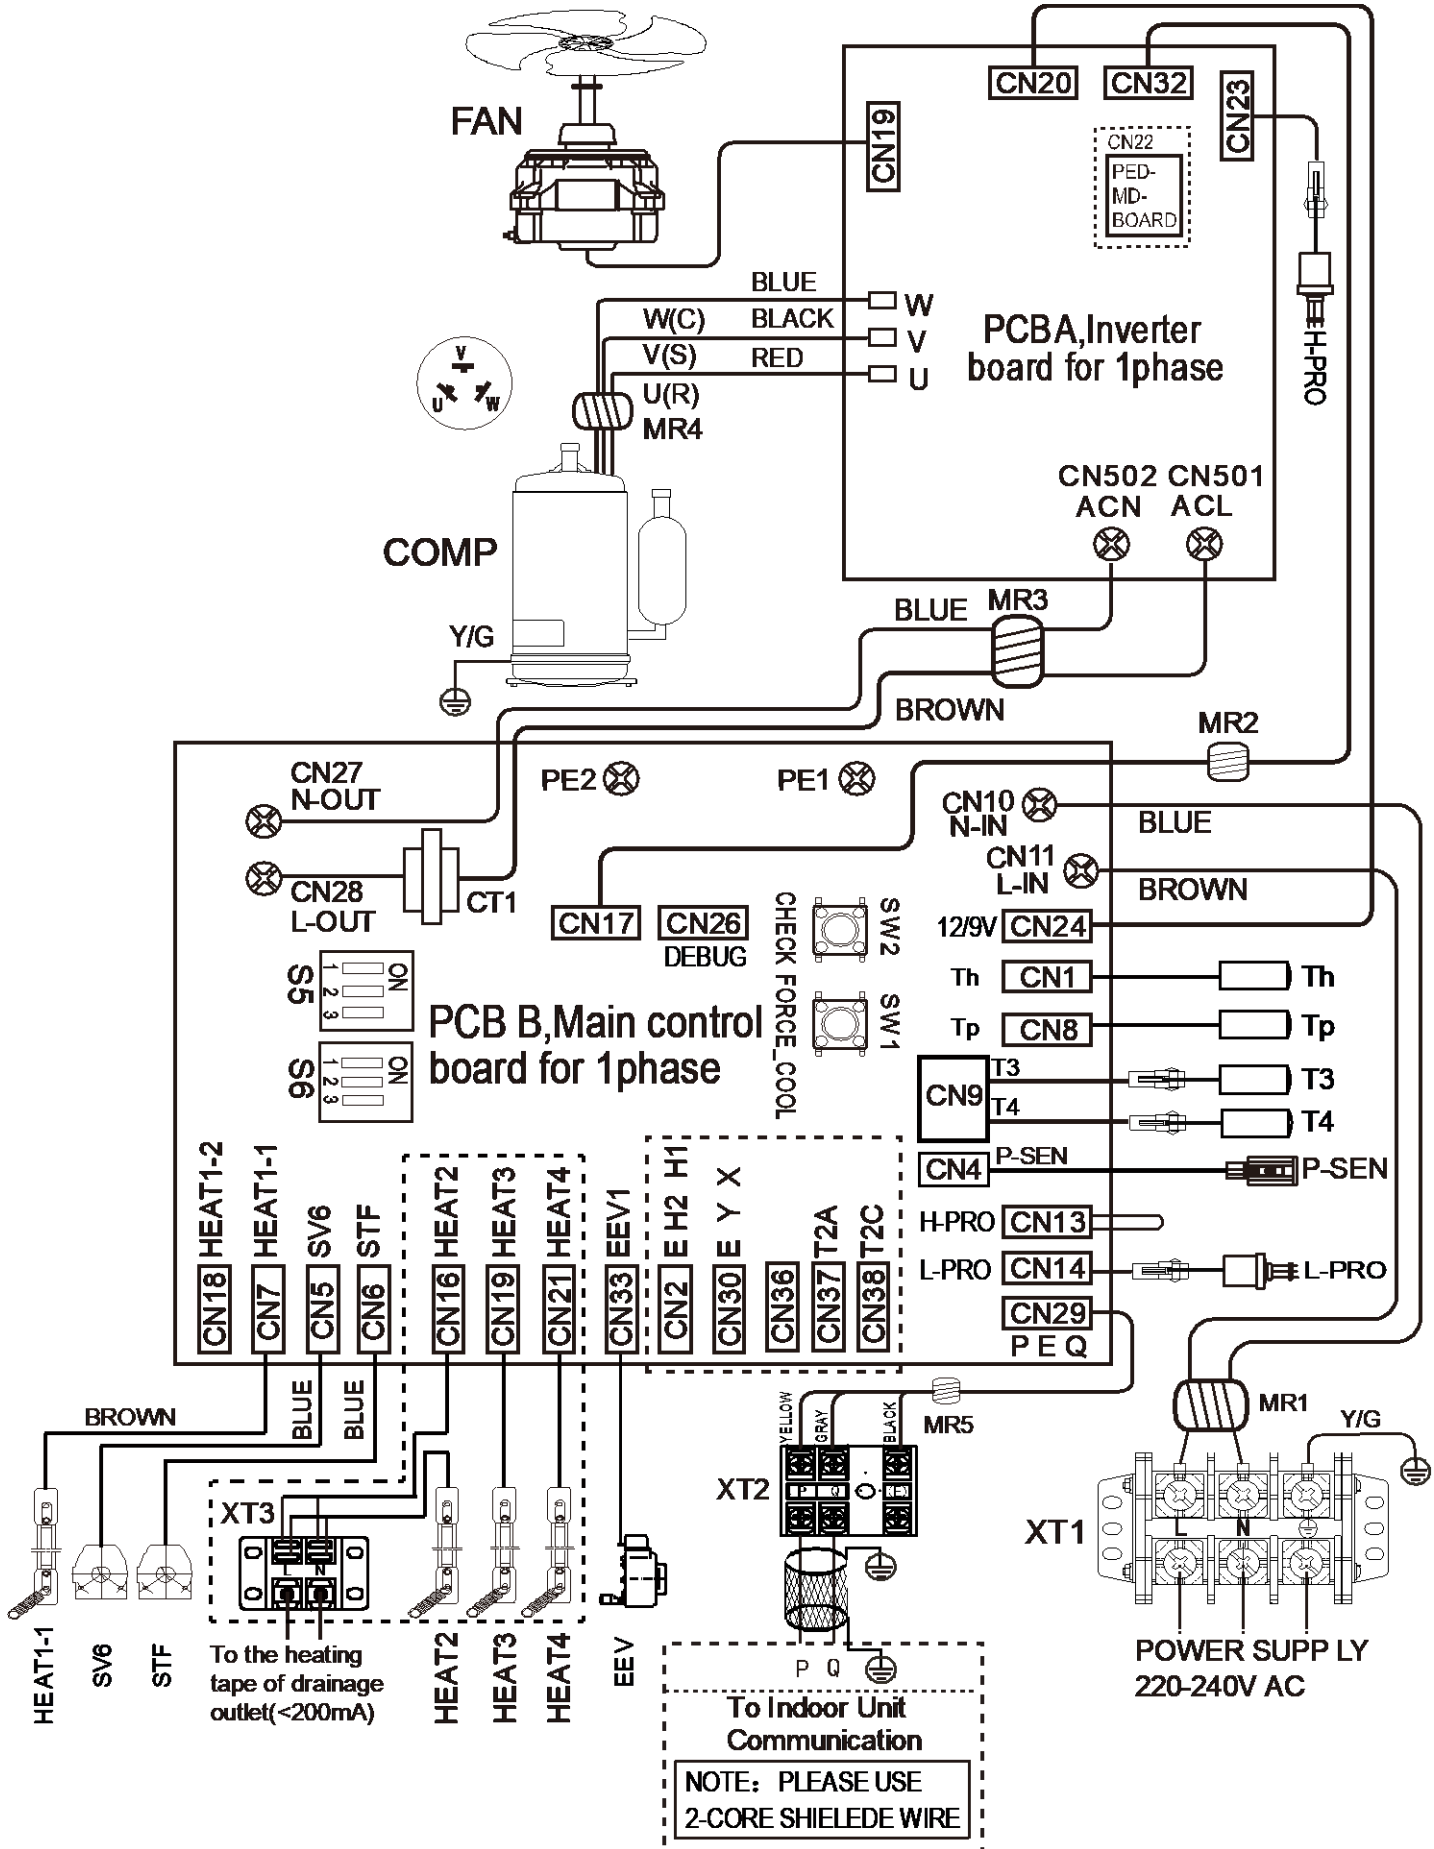 CN20
CN32
CN23
FAN
CN19
CN22
PED-
MD-
BOARD
H-PRO
BLUE
W
W(C)
BLACK
V
V(S)
RED
U
U(R)
MR4
PCBA,Inverter
board for 1phase
V
U
W
CN502
CN501
ACN
ACL
COMP
Y/G
BLUE
MR3
BROWN
MR2
CN27
N-OUT
PE2
PE1
CN10
N-IN
BLUE
CN11
L-IN
BROWN
CN28
L-OUT
CT1
CN17
CN26
DEBUG
CHECK FORCE_COOL
SW2
SW1
12/9V
CN24
Th
CN1
Th
Tp
CN8
Tp
S5
ON
1
2
3
S6
ON
1
2
3
PCB B,Main control
board for 1phase
CN9
T3
T3
T4
T4
CN4
P-SEN
P-SEN
H-PRO
CN13
L-PRO
CN14
L-PRO
CN29
P E Q
HEAT1-2
HEAT1-1
SV6
STF
HEAT2
HEAT3
HEAT4
EEV1
E H2 H1
E Y X
T2A
T2C
CN18
CN7
CN5
CN6
CN16
CN19
CN21
CN33
CN2
CN30
CN36
CN37
CN38
BROWN
BLUE
BLUE
YELLOW
GRAY
BLACK
MR5
MR1
Y/G
XT3
L
N
XT2
P
Q
E
XT1
L
N
HEAT1-1
SV6
STF
To the heating
tape of drainage
outlet(<200mA)
HEAT2
HEAT3
HEAT4
EEV
P Q
To Indoor Unit
Communication
NOTE: PLEASE USE
2-CORE SHIELEDE WIRE
POWER SUPP LY
220-240V AC